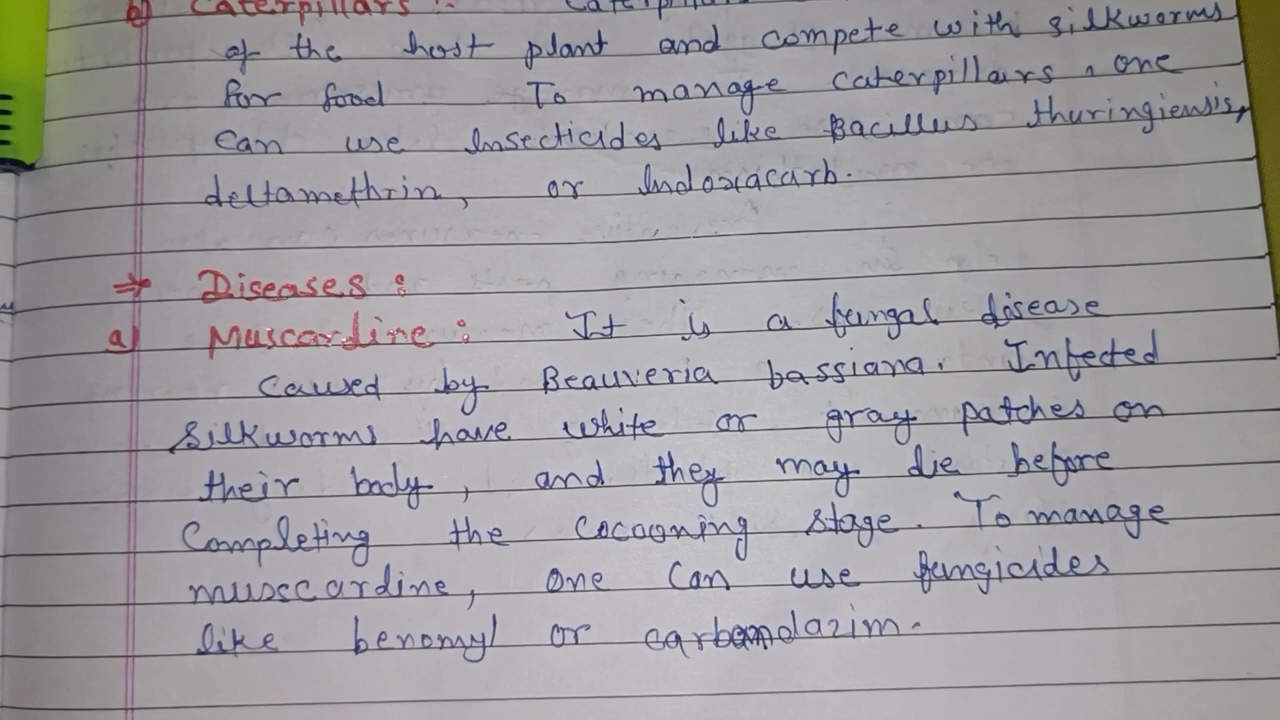 b) Caterpillars :-
of the host plant and compete with silkworms
for food To manage caterpillars, one
can use Insecticides like Bacillus thuringiensis,
deltamethrin, or Indoxacarb.
⇒ Diseases :
a) Muscardine : It is a fungal disease
caused by Beauveria bassiana. Infected
silkworms have white or gray patches on
their body, and they may die before
completing the cocooning stage. To manage
muscardine, one can use fungicides
like benomyl or carbendazim.